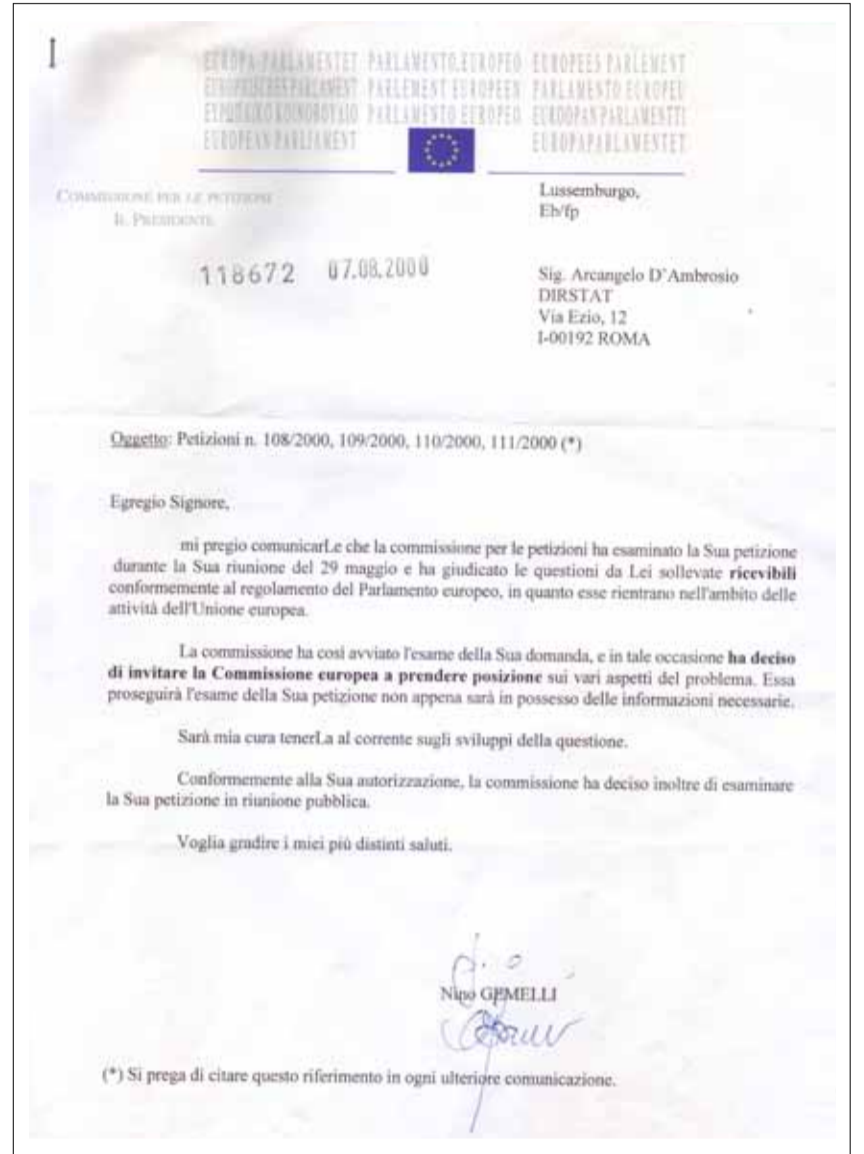 I
EUROPA-PARLAMENTET PARLAMENTO EUROPEO EUROPEES PARLEMENT
EUROPÄISCHES PARLAMENT PARLEMENT EUROPEEN PARLAMENTO EUROPEU
ΕΥΡΩΠΑΪΚΟ ΚΟΙΝΟΒΟΥΛΙΟ PARLAMENTO EUROPEO EUROOPAN PARLAMENTTI
EUROPEAN PARLIAMENT EUROPAPARLAMENTET
COMMISSIONE PER LE PETIZIONI
IL PRESIDENTE
Lussemburgo,
Eb/fp
118672 07.08.2000
Sig. Arcangelo D'Ambrosio
DIRSTAT
Via Ezio, 12
I-00192 ROMA
Oggetto: Petizioni n. 108/2000, 109/2000, 110/2000, 111/2000 (*)
Egregio Signore,
mi pregio comunicarLe che la commissione per le petizioni ha esaminato la Sua petizione
durante la Sua riunione del 29 maggio e ha giudicato le questioni da Lei sollevate ricevibili
conformemente al regolamento del Parlamento europeo, in quanto esse rientrano nell'ambito delle
attività dell'Unione europea.
La commissione ha così avviato l'esame della Sua domanda, e in tale occasione ha deciso
di invitare la Commissione europea a prendere posizione sui vari aspetti del problema. Essa
proseguirà l'esame della Sua petizione non appena sarà in possesso delle informazioni necessarie.
Sarà mia cura tenerLa al corrente sugli sviluppi della questione.
Conformemente alla Sua autorizzazione, la commissione ha deciso inoltre di esaminare
la Sua petizione in riunione pubblica.
Voglia gradire i miei più distinti saluti.
Nino GEMELLI
(*) Si prega di citare questo riferimento in ogni ulteriore comunicazione.